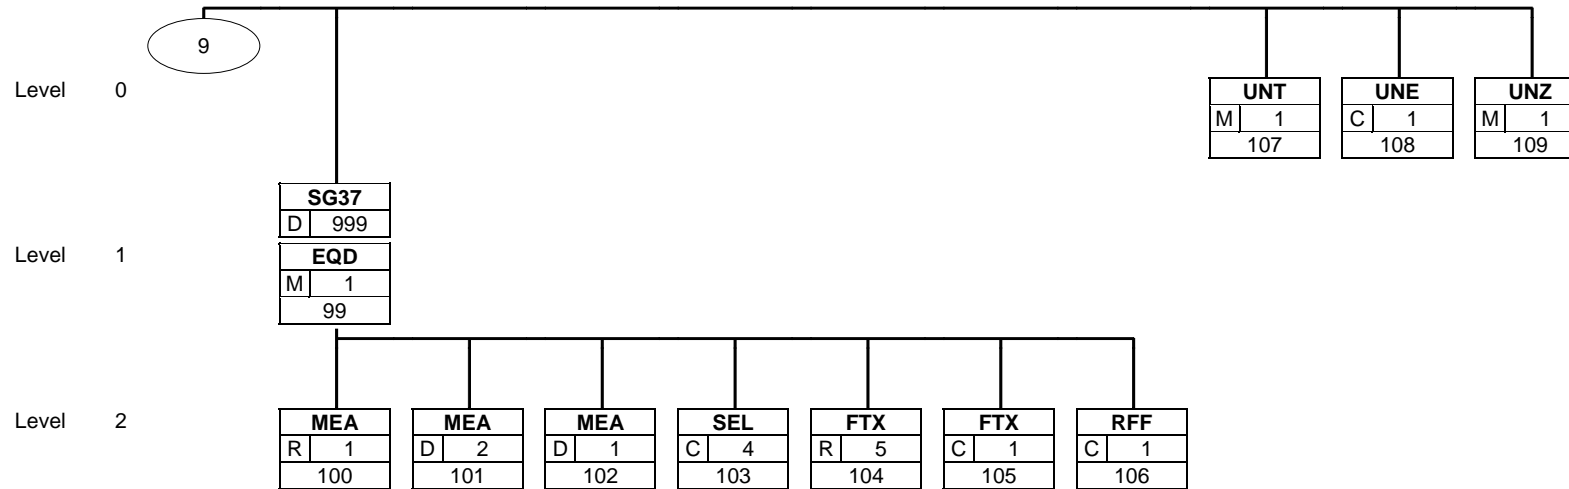 9
Level 0
UNT UNE UNZ
M 1 C 1 M 1
107 108 109
SG37
D 999
Level 1
EQD
M 1
99
Level 2
MEA MEA MEA SEL FTX FTX RFF
R 1 D 2 D 1 C 4 R 5 C 1 C 1
100 101 102 103 104 105 106